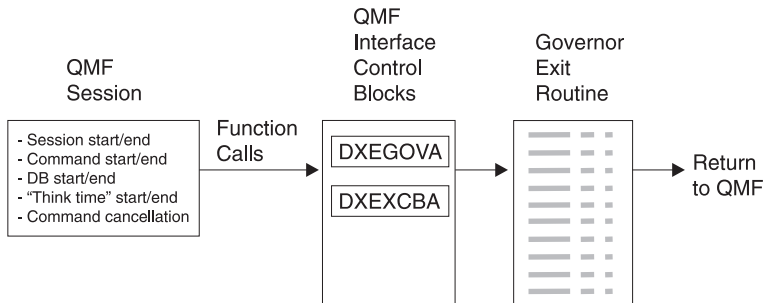 QMF
Session
- Session start/end
- Command start/end
- DB start/end
- “Think time” start/end
- Command cancellation
Function
Calls
QMF
Interface
Control
Blocks
DXEGOVA
DXEXCBA
Governor
Exit
Routine
Return
to QMF